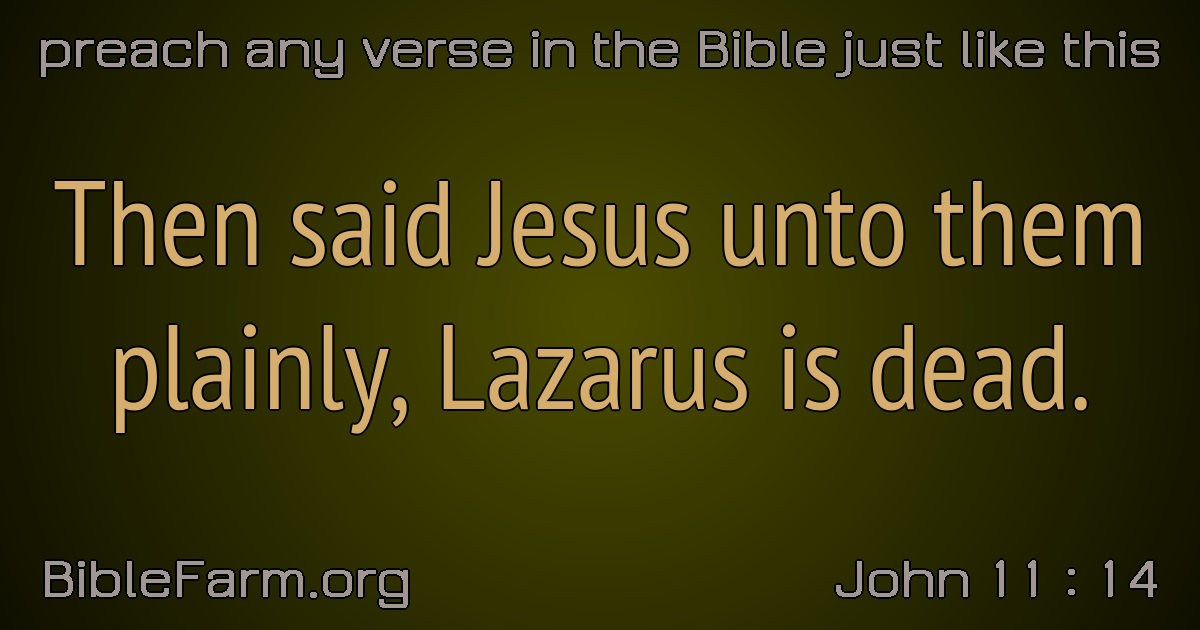 preach any verse in the Bible just like this
Then said Jesus unto them
plainly, Lazarus is dead.
BibleFarm.org
John 11 : 14